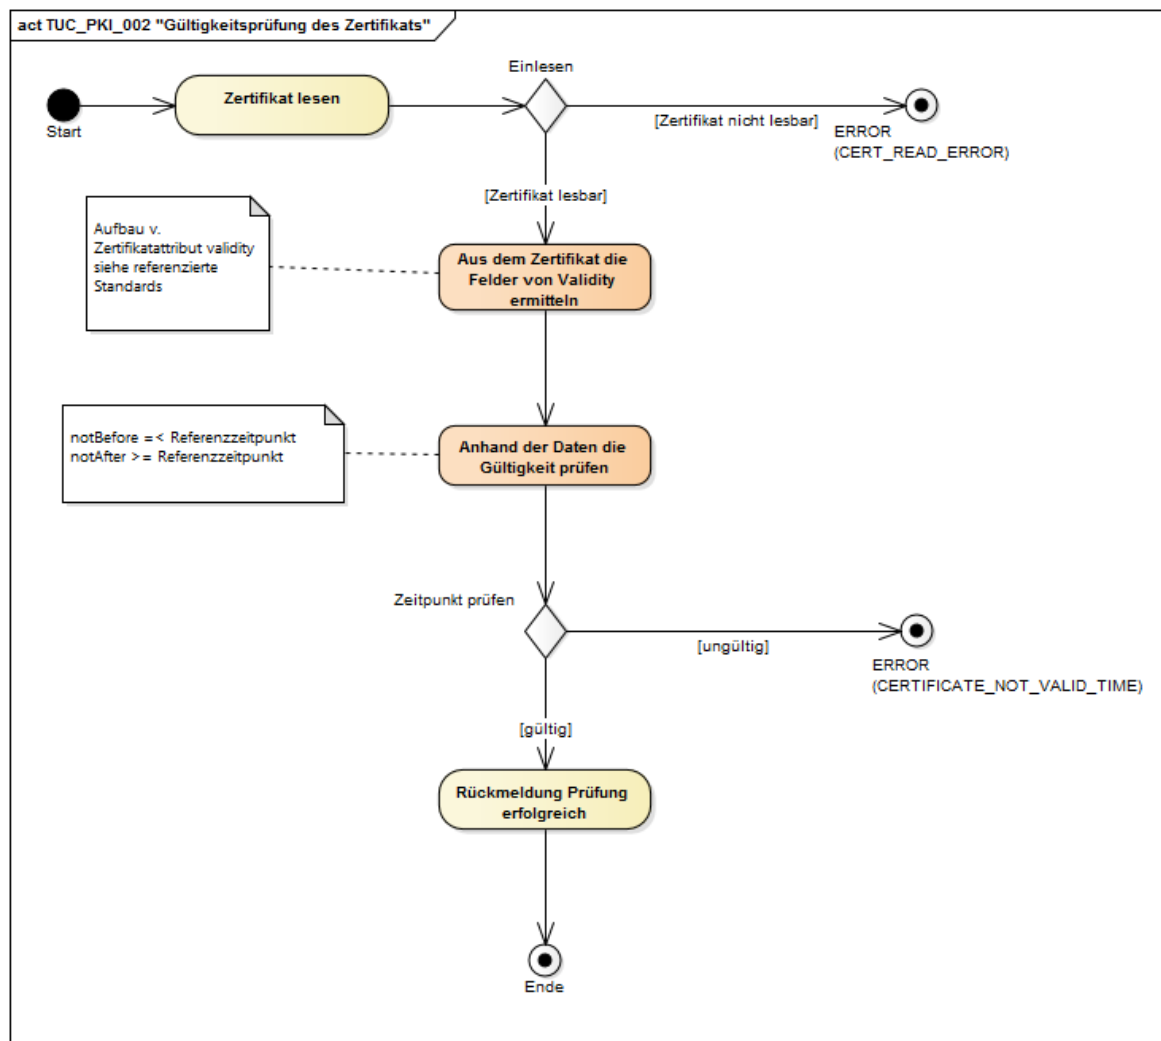 act TUC_PKI_002 "Gültigkeitsprüfung des Zertifikats"
Einlesen
Zertifikat lesen
Start
[Zertifikat nicht lesbar]
ERROR
(CERT_READ_ERROR)
[Zertifikat lesbar]
Aufbau v.
Zertifikatattribut validity
siehe referenzierte
Standards
Aus dem Zertifikat die
Felder von Validity
ermitteln
notBefore =< Referenzzeitpunkt
notAfter >= Referenzzeitpunkt
Anhand der Daten die
Gültigkeit prüfen
Zeitpunkt prüfen
[ungültig]
ERROR
(CERTIFICATE_NOT_VALID_TIME)
[gültig]
Rückmeldung Prüfung
erfolgreich
Ende